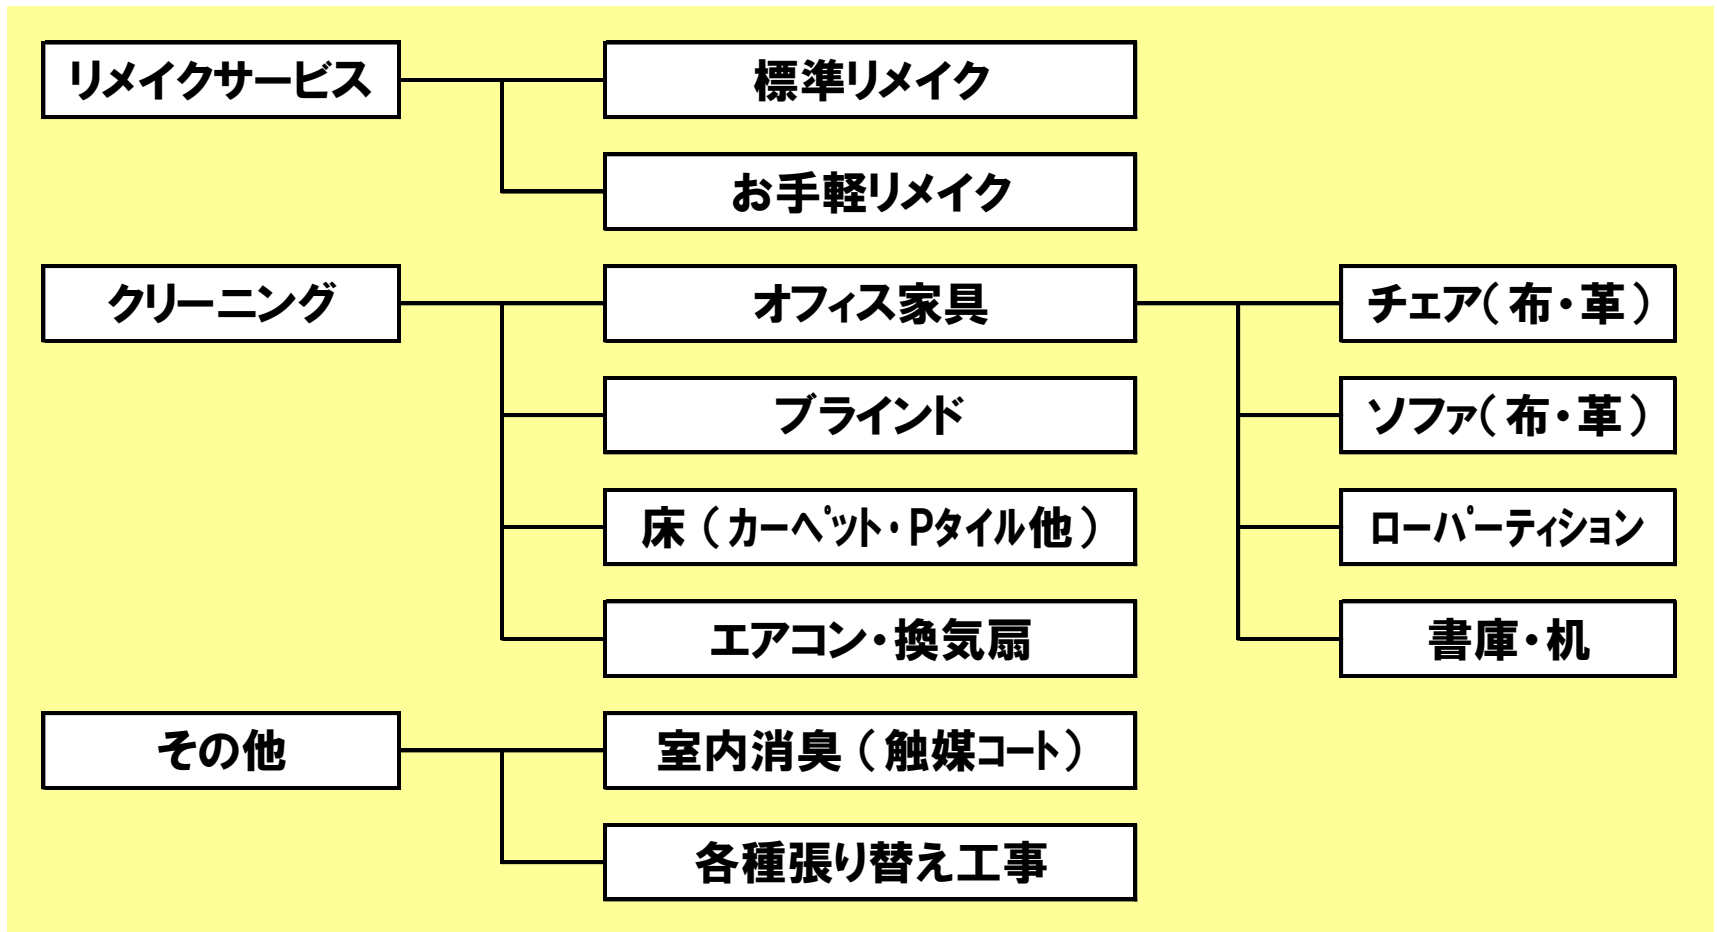 リメイクサービス
標準リメイク
お手軽リメイク
クリーニング
オフィス家具
チェア(布・革)
ソファ(布・革)
ローパーティション
書庫・机
ブラインド
床(カーペット・Pタイル他)
エアコン・換気扇
その他
室内消臭(触媒コート)
各種張り替え工事